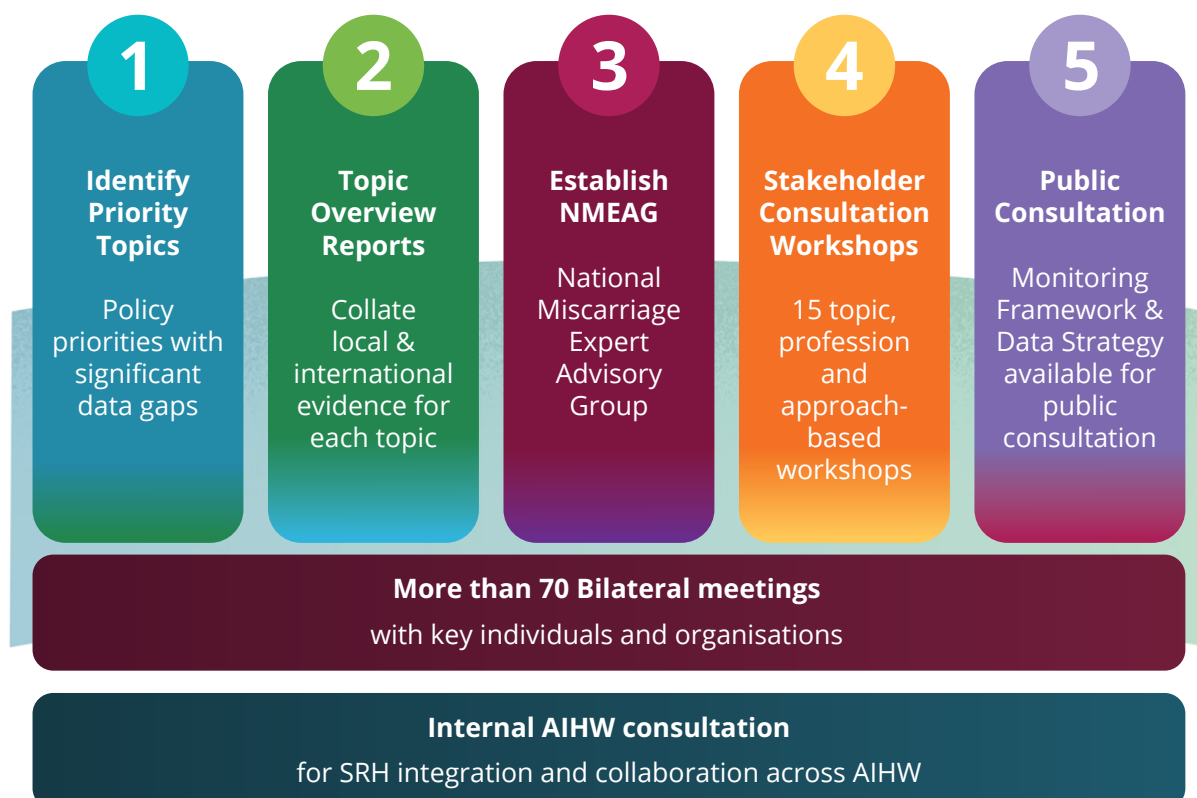 1
Identify
Priority
Topics
Policy
priorities with
significant
data gaps
2
Topic
Overview
Reports
Collate
local &
international
evidence for
each topic
3
Establish
NMEAG
National
Miscarriage
Expert
Advisory
Group
4
Stakeholder
Consultation
Workshops
15 topic,
profession
and
approach-
based
workshops
5
Public
Consultation
Monitoring
Framework &
Data Strategy
available for
public
consultation
More than 70 Bilateral meetings
with key individuals and organisations
Internal AIHW consultation
for SRH integration and collaboration across AIHW